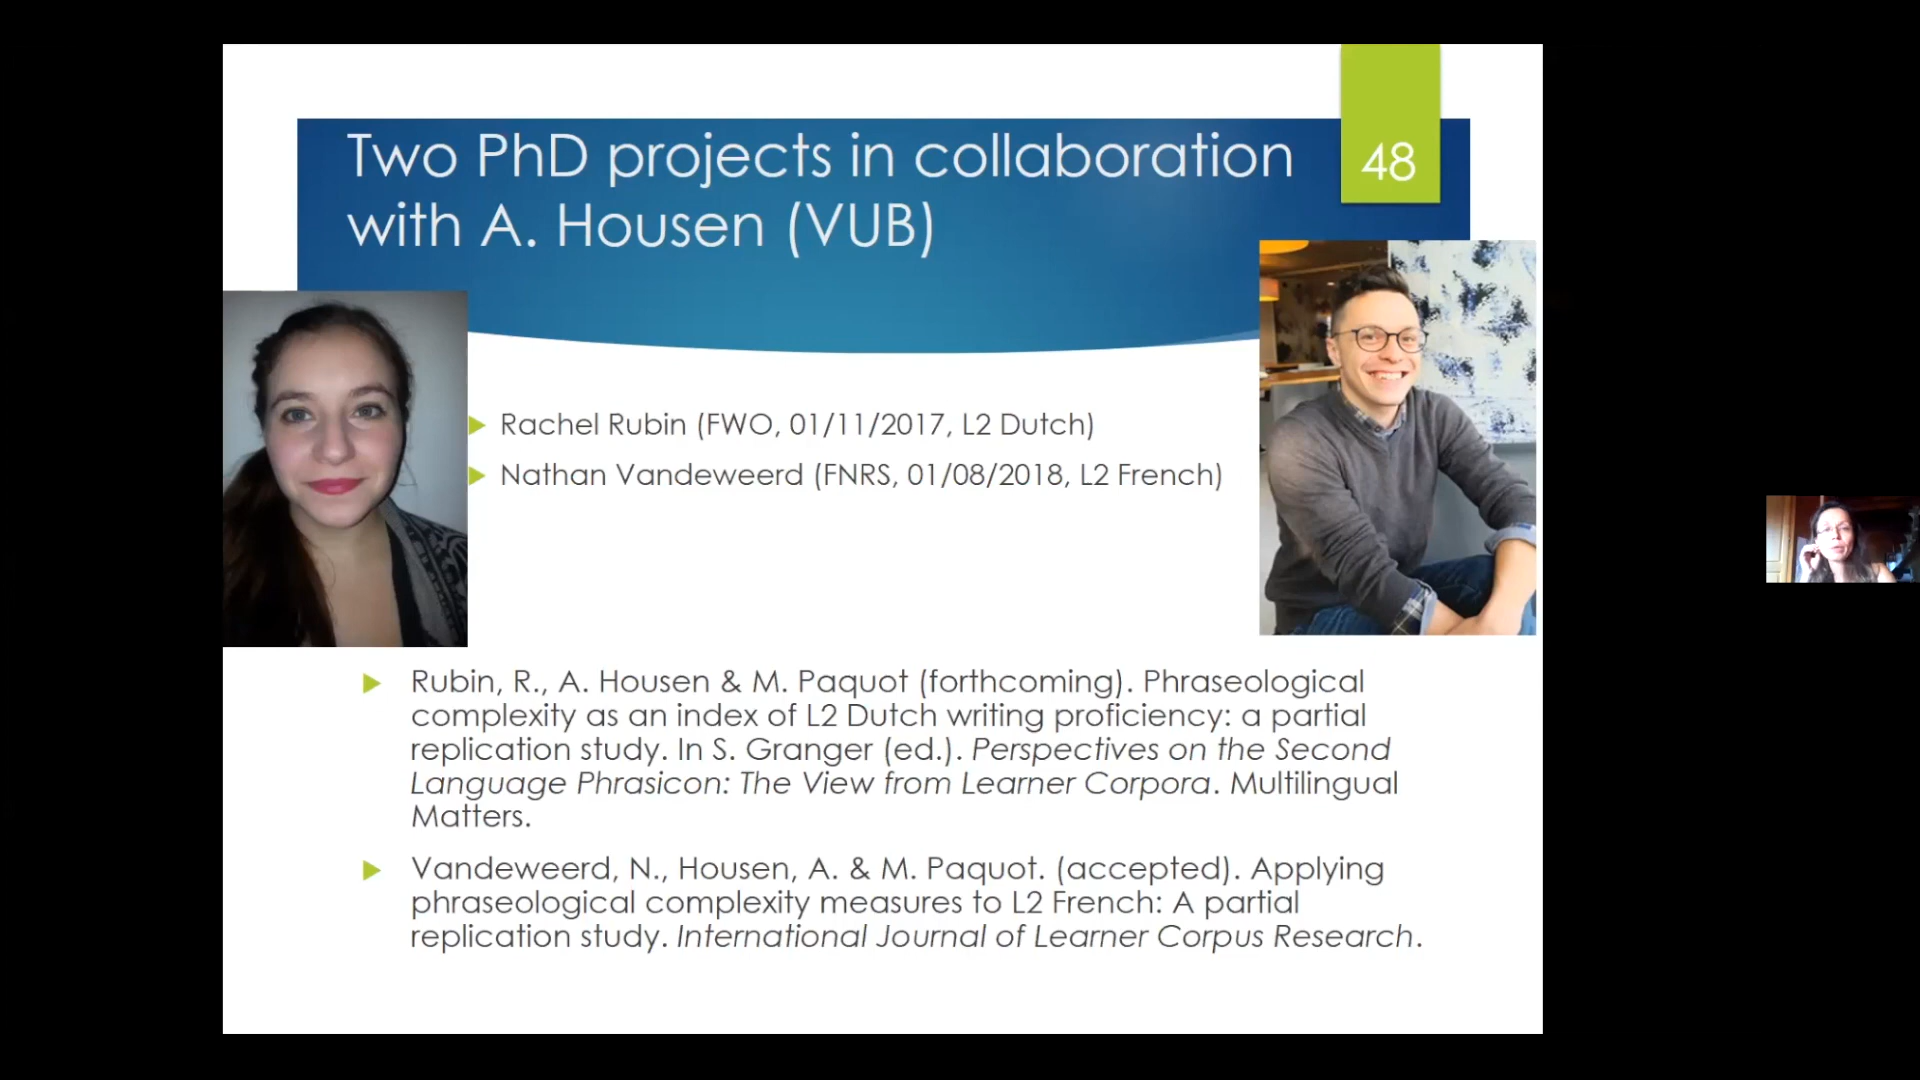 Two PhD projects in collaboration
with A. Housen (VUB)
48
Rachel Rubin (FWO, 01/11/2017, L2 Dutch)
Nathan Vandeweerd (FNRS, 01/08/2018, L2 French)
Rubin, R., A. Housen & M. Paquot (forthcoming). Phraseological
complexity as an index of L2 Dutch writing proficiency: a partial
replication study. In S. Granger (ed.). Perspectives on the Second
Language Phrasicon: The View from Learner Corpora. Multilingual
Matters.
Vandeweerd, N., Housen, A. & M. Paquot. (accepted). Applying
phraseological complexity measures to L2 French: A partial
replication study. International Journal of Learner Corpus Research.